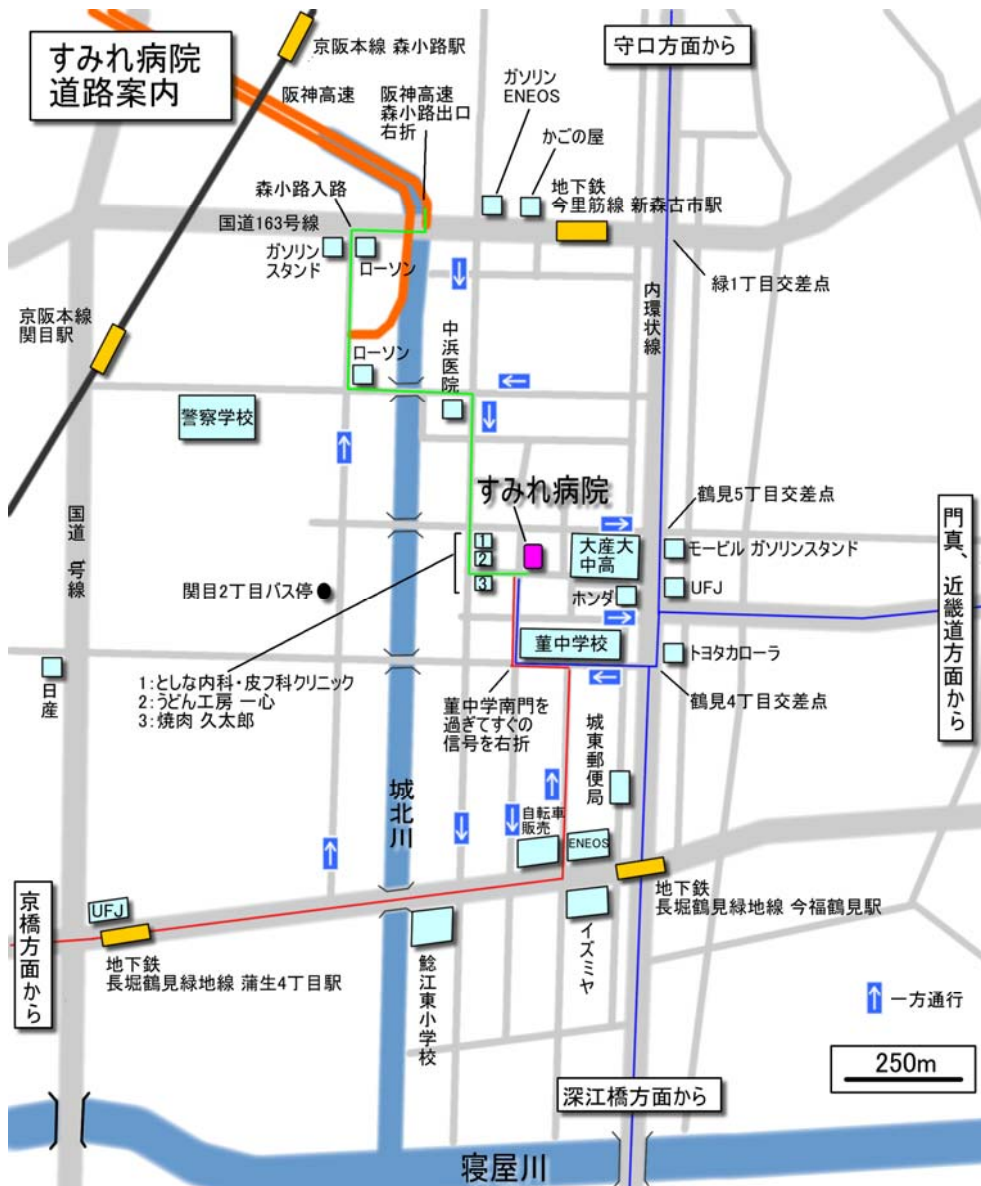 すみれ病院
道路案内
京阪本線 森小路駅
守口方面から
阪神高速
阪神高速
森小路出口
右折
ガソリン
ENEOS
かごの屋
地下鉄
今里筋線 新森古市駅
森小路入路
国道163号線
ガソリン
スタンド
ローソン
緑1丁目交差点
内環状線
京阪本線
関目駅
中浜医院
ローソン
警察学校
すみれ病院
鶴見5丁目交差点
国道 1号線
1
2
3
大産大
中高
モービル ガソリンスタンド
UFJ
ホンダ
門真、近畿道方面から
関目2丁目バス停
菫中学校
トヨタカローラ
日産
1:としな内科・皮フ科クリニック
2:うどん工房 一心
3:焼肉 久太郎
菫中学南門を
過ぎてすぐの
信号を右折
鶴見4丁目交差点
城東郵便局
城北川
自転車
販売
ENEOS
地下鉄
長堀鶴見緑地線 今福鶴見駅
UFJ
京橋方面から
地下鉄
長堀鶴見緑地線 蒲生4丁目駅
鯰江東小学校
イズミヤ
一方通行
250m
深江橋方面から
寝屋川